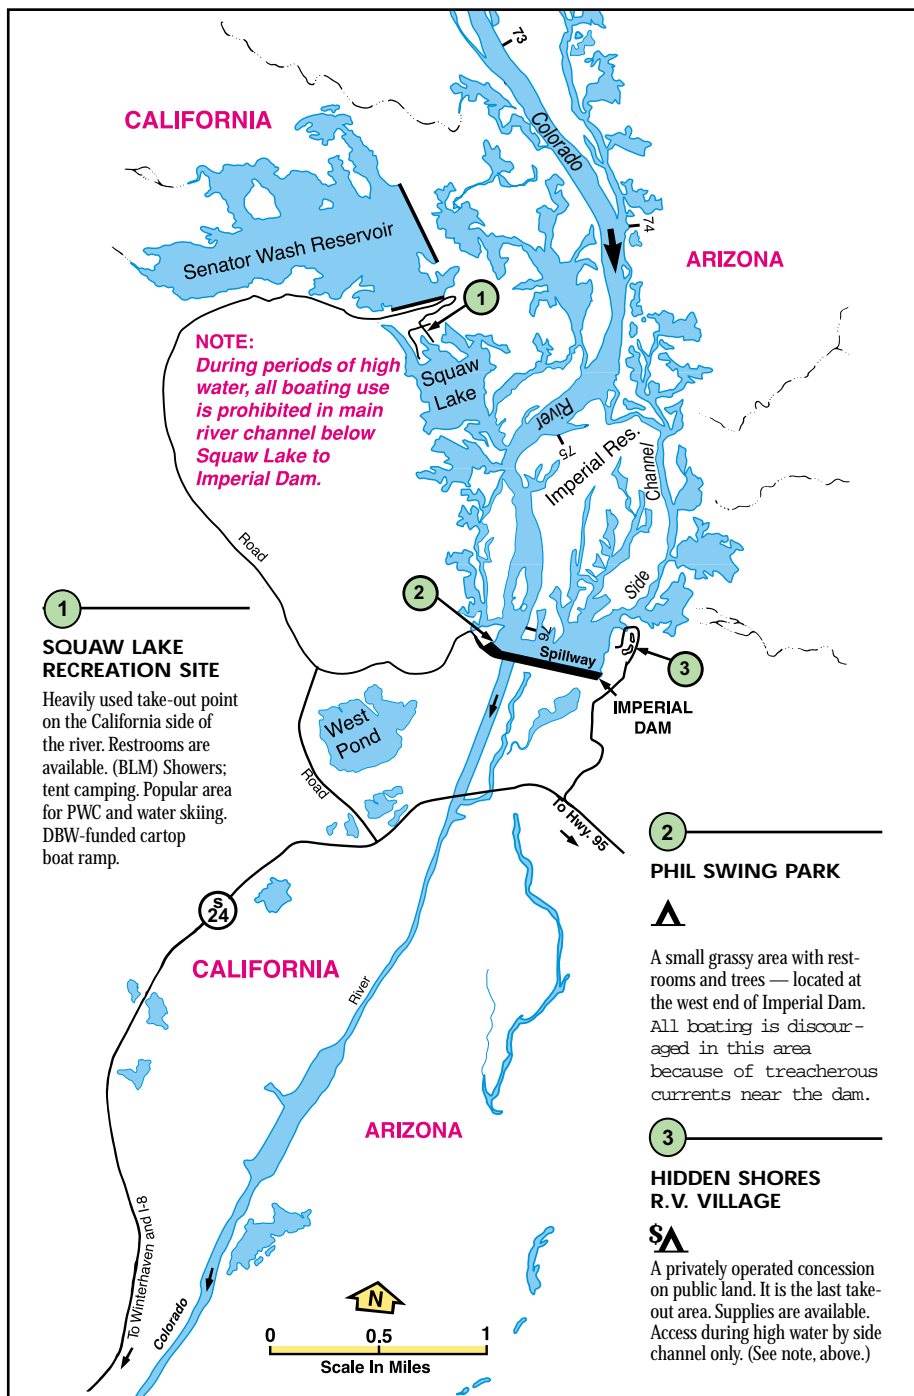 73
CALIFORNIA
Colorado
74
Senator Wash Reservoir
ARIZONA
1
NOTE:
During periods of high
water, all boating use
is prohibited in main
river channel below
Squaw Lake to
Imperial Dam.
Squaw
Lake
River
75
Imperial Res.
Channel
Road
Side
2
76
Spillway
3
IMPERIAL
DAM
1
SQUAW LAKE
RECREATION SITE
Heavily used take-out point
on the California side of
the river. Restrooms are
available. (BLM) Showers;
tent camping. Popular area
for PWC and water skiing.
DBW-funded cartop
boat ramp.
West
Pond
Road
To Hwy. 95
S
24
CALIFORNIA
River
ARIZONA
2
PHIL SWING PARK
A small grassy area with rest-
rooms and trees — located at
the west end of Imperial Dam.
All boating is discour-
aged in this area
because of treacherous
currents near the dam.
3
HIDDEN SHORES
R.V. VILLAGE
$
A privately operated concession
on public land. It is the last take-
out area. Supplies are available.
Access during high water by side
channel only. (See note, above.)
To Winterhaven and I-8
Colorado
N
0 0.5 1
Scale In Miles